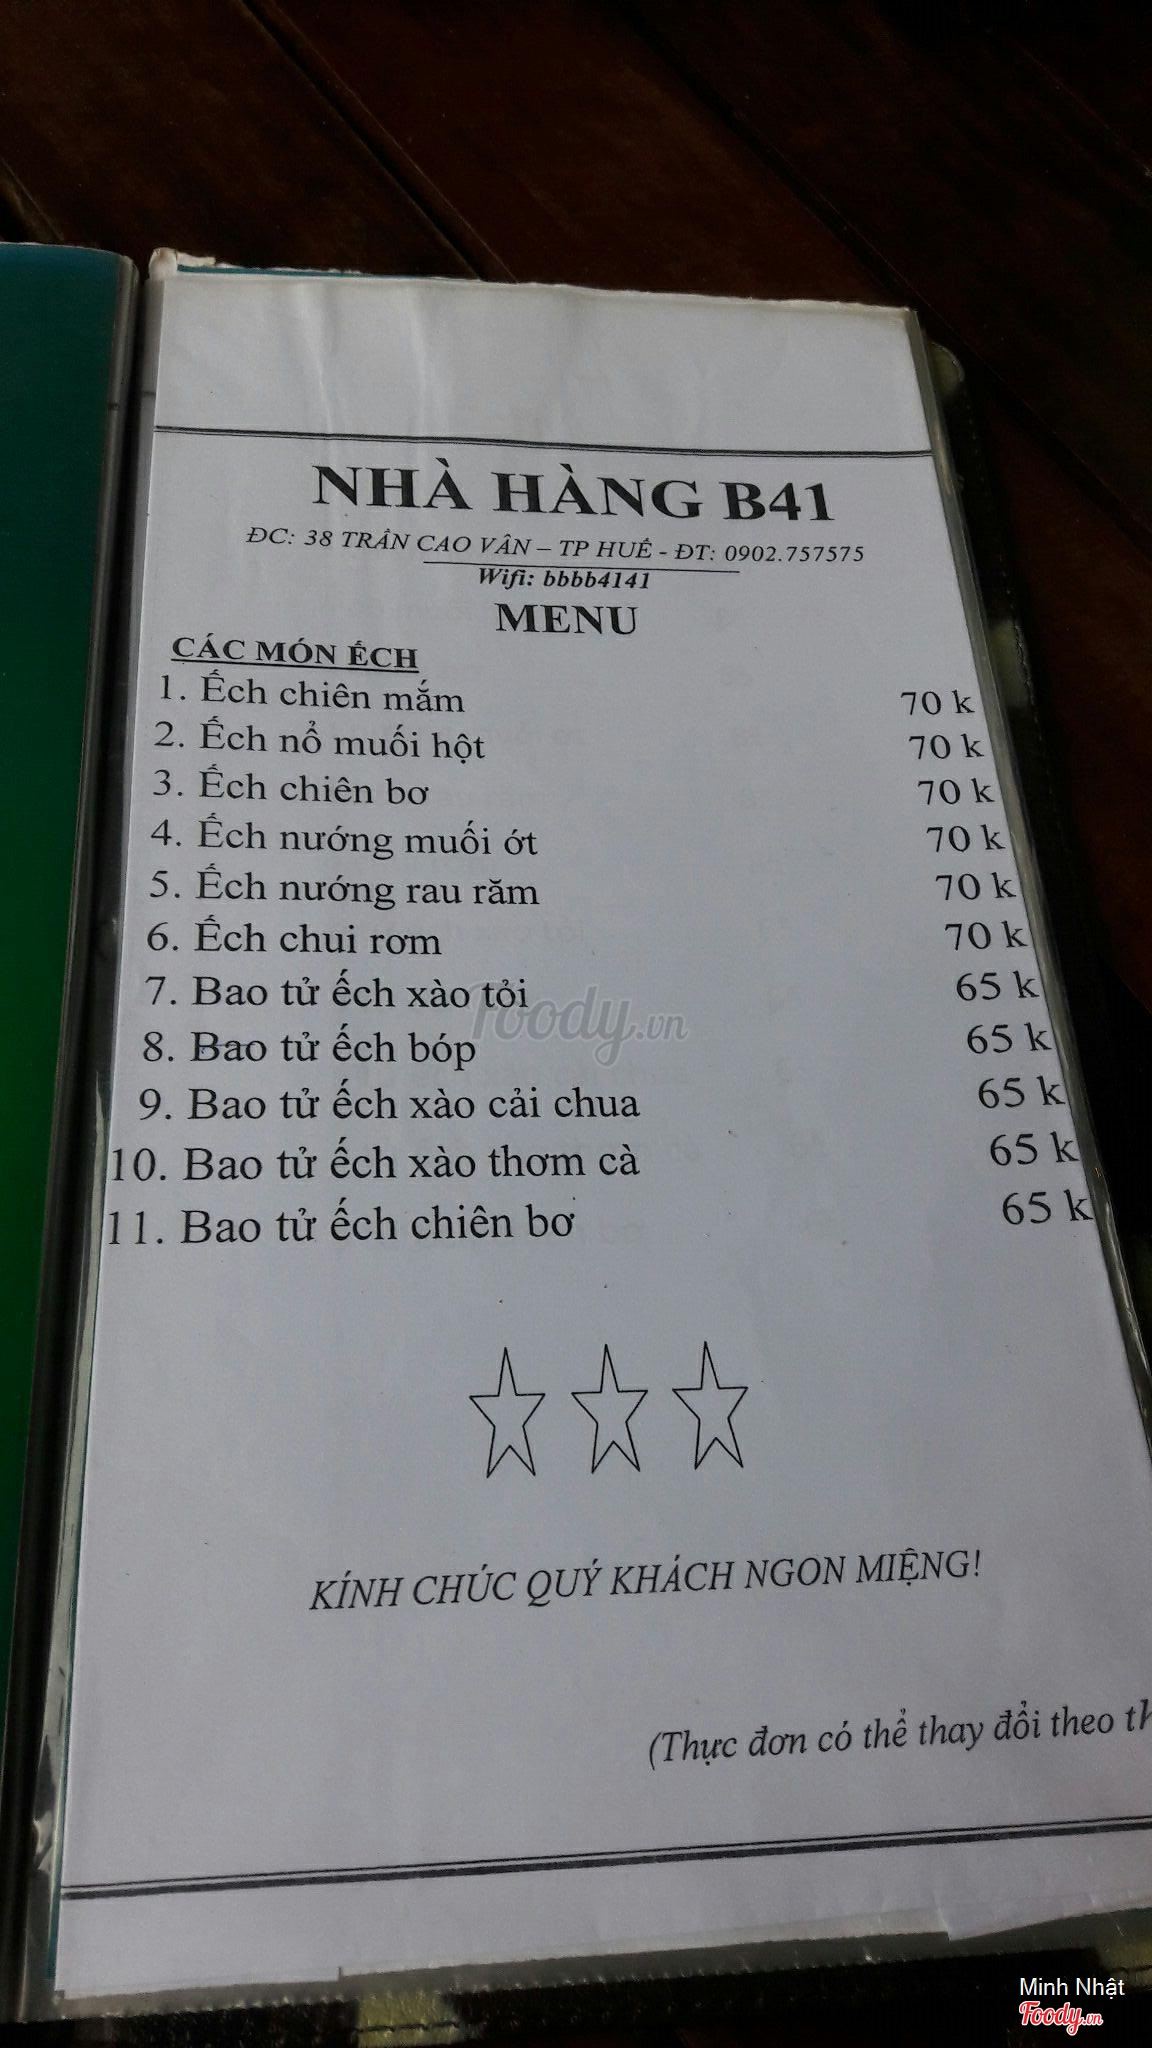 NHÀ HÀNG B41
ĐC: 38 TRẦN CAO VÂN – TP HUẾ - ĐT: 0902.757575
Wifi: bbbb4141
MENU
CÁC MÓN ẾCH
1. Ếch chiên mắm 70 k
2. Ếch nổ muối hột 70 k
3. Ếch chiên bơ 70 k
4. Ếch nướng muối ớt 70 k
5. Ếch nướng rau răm 70 k
6. Ếch chui rơm 70 k
7. Bao tử ếch xào tỏi 65 k
Foody.vn
8. Bao tử ếch bóp 65 k
9. Bao tử ếch xào cải chua 65 k
10. Bao tử ếch xào thơm cà 65 k
11. Bao tử ếch chiên bơ 65 k
KÍNH CHÚC QUÝ KHÁCH NGON MIỆNG!
(Thực đơn có thể thay đổi theo
Minh Nhật
Foody.vn